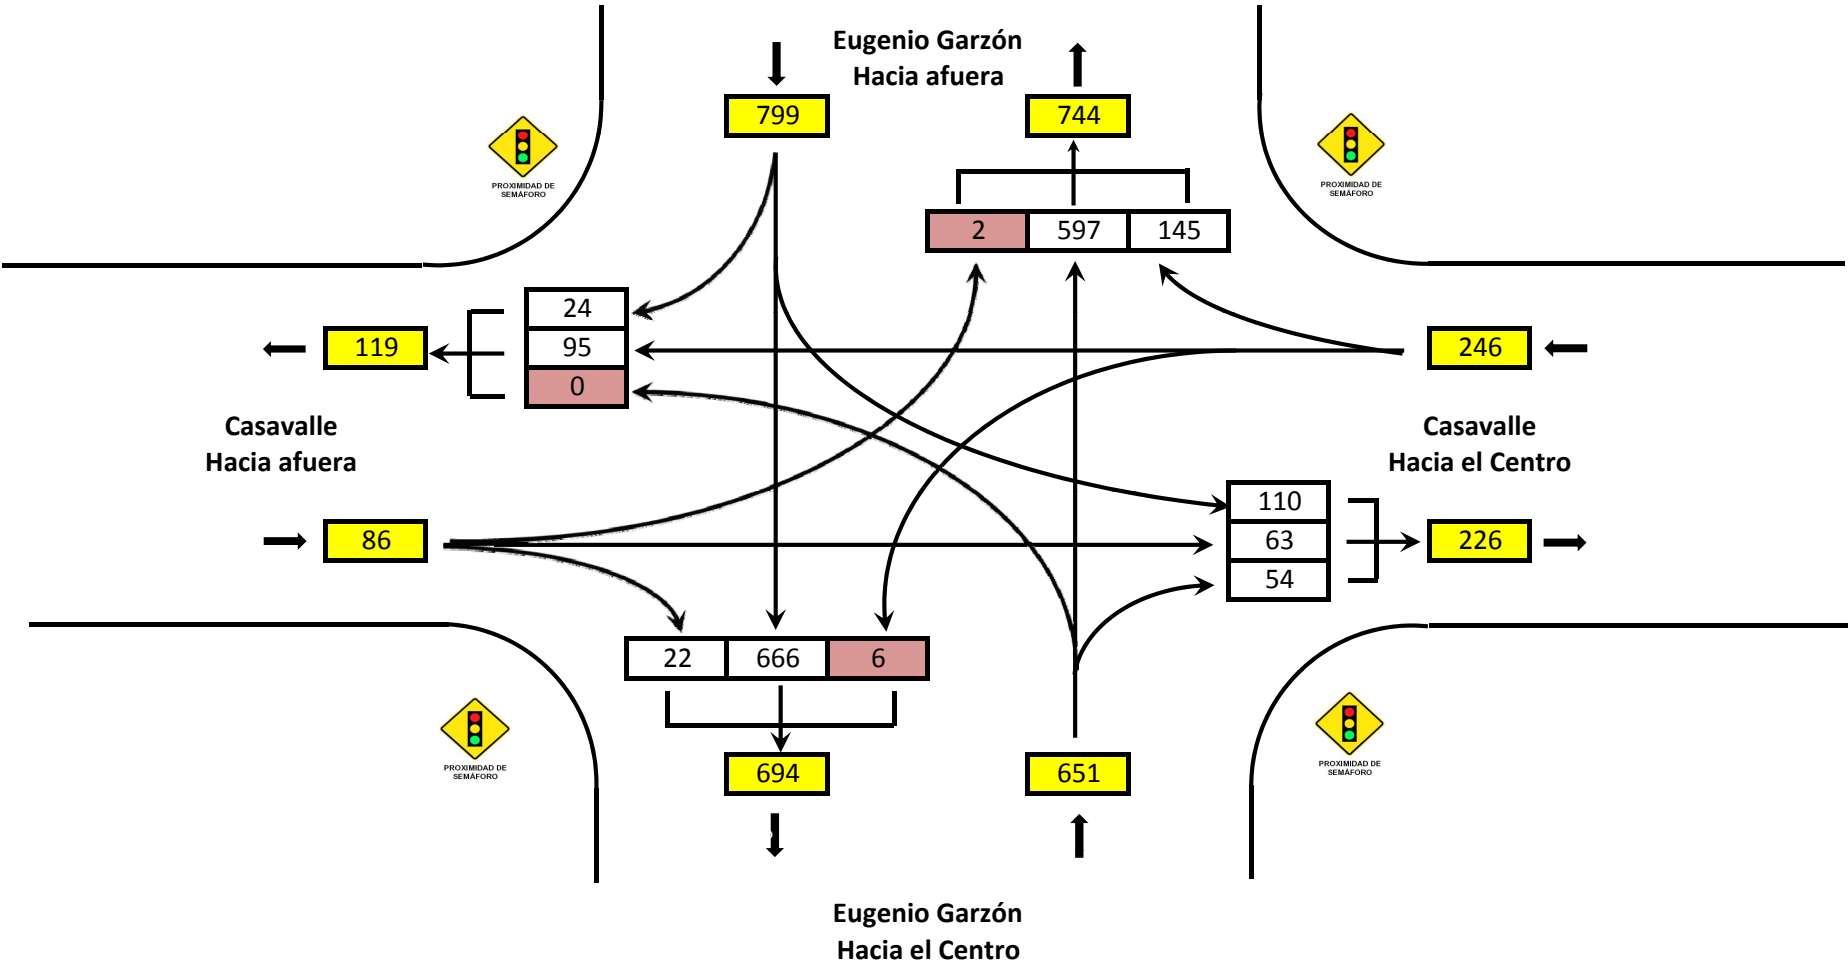 Eugenio Garzón
Hacia afuera
799
744
PROXIMIDAD DE
SEMÁFORO
PROXIMIDAD DE
SEMÁFORO
2 597 145
24
119
95
246
0
Casavalle
Hacia afuera
Casavalle
Hacia el Centro
110
86
63
226
54
22 666 6
PROXIMIDAD DE
SEMÁFORO
PROXIMIDAD DE
SEMÁFORO
694
651
Eugenio Garzón
Hacia el Centro